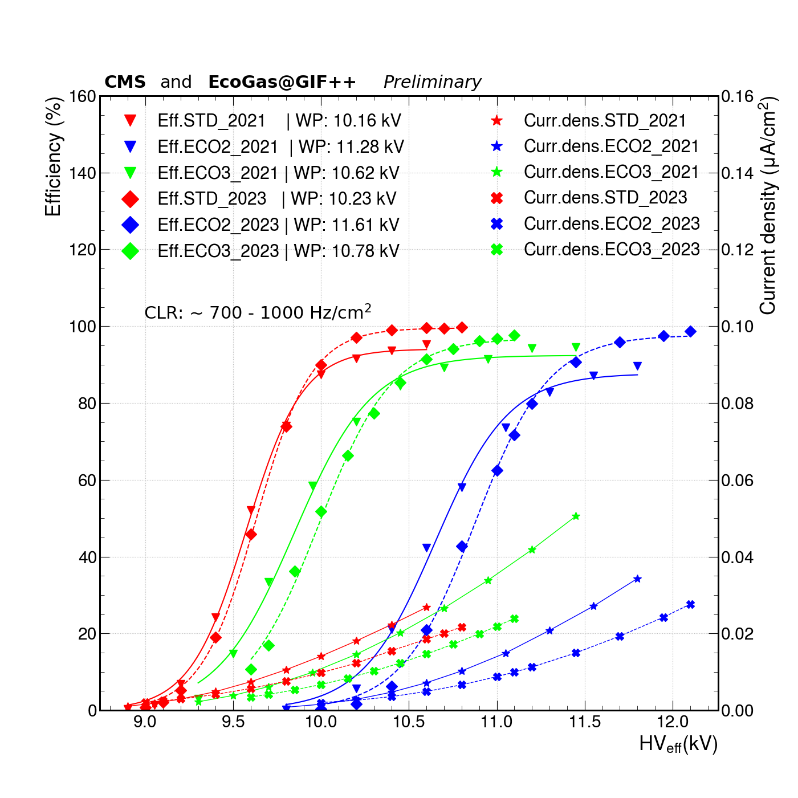 CMS and EcoGas@GIF++ Preliminary
Efficiency (%)
160
140
120
100
80
60
40
20
0
Eff.STD_2021 | WP: 10.16 kV
Eff.ECO2_2021 | WP: 11.28 kV
Eff.ECO3_2021 | WP: 10.62 kV
Eff.STD_2023 | WP: 10.23 kV
Eff.ECO2_2023 | WP: 11.61 kV
Eff.ECO3_2023 | WP: 10.78 kV
Curr.dens.STD_2021
Curr.dens.ECO2_2021
Curr.dens.ECO3_2021
Curr.dens.STD_2023
Curr.dens.ECO2_2023
Curr.dens.ECO3_2023
CLR: ~ 700 - 1000 Hz/cm²
0.16
0.14
0.12
0.10
0.08
0.06
0.04
0.02
0.00
Current density (μA/cm²)
9.0 9.5 10.0 10.5 11.0 11.5 12.0
HVeff(kV)